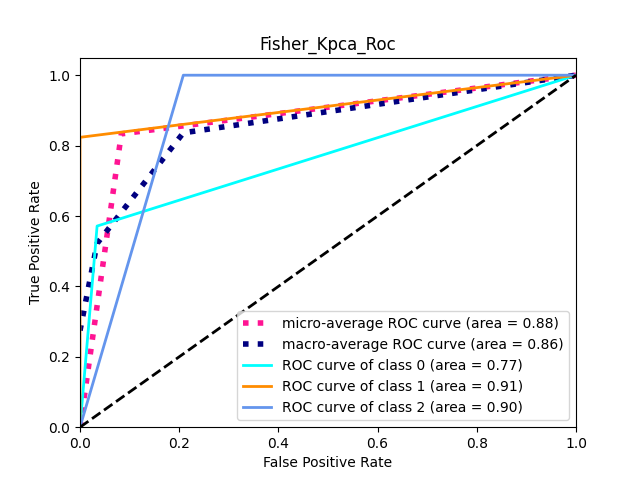 Fisher_Kpca_Roc
True Positive Rate
1.0
0.8
0.6
0.4
0.2
0.0
micro-average ROC curve (area = 0.88)
macro-average ROC curve (area = 0.86)
ROC curve of class 0 (area = 0.77)
ROC curve of class 1 (area = 0.91)
ROC curve of class 2 (area = 0.90)
0.0 0.2 0.4 0.6 0.8 1.0
False Positive Rate